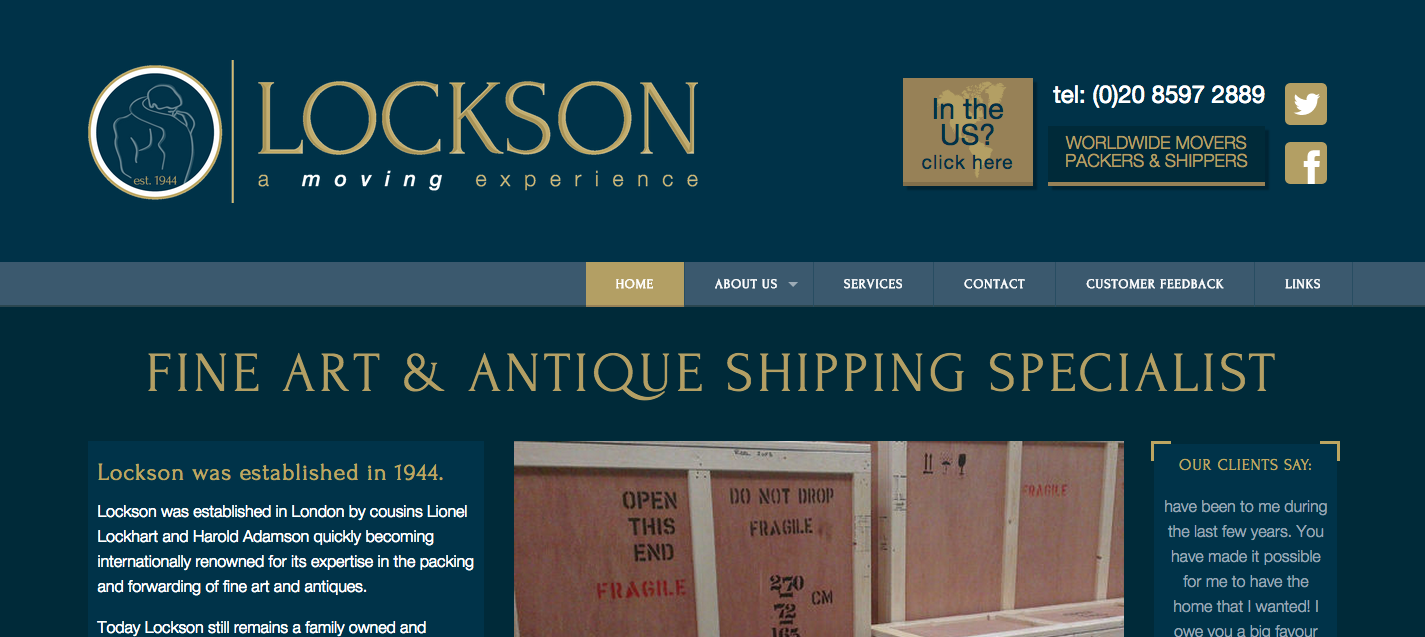 est. 1944
LOCKSON
a moving experience
In the
US?
click here
tel: (0)20 8597 2889
WORLDWIDE MOVERS
PACKERS & SHIPPERS
HOME
ABOUT US
SERVICES
CONTACT
CUSTOMER FEEDBACK
LINKS
FINE ART & ANTIQUE SHIPPING SPECIALIST
Lockson was established in 1944.
Lockson was established in London by cousins Lionel
Lockhart and Harold Adamson quickly becoming
internationally renowned for its expertise in the packing
and forwarding of fine art and antiques.
Today Lockson still remains a family owned and
OPEN
THIS
END
FRAGILE
DO NOT DROP
FRAGILE
270
72
165
CM
FRAGILE
OUR CLIENTS SAY:
have been to me during
the last few years. You
have made it possible
for me to have the
home that I wanted! I
owe you a big favour